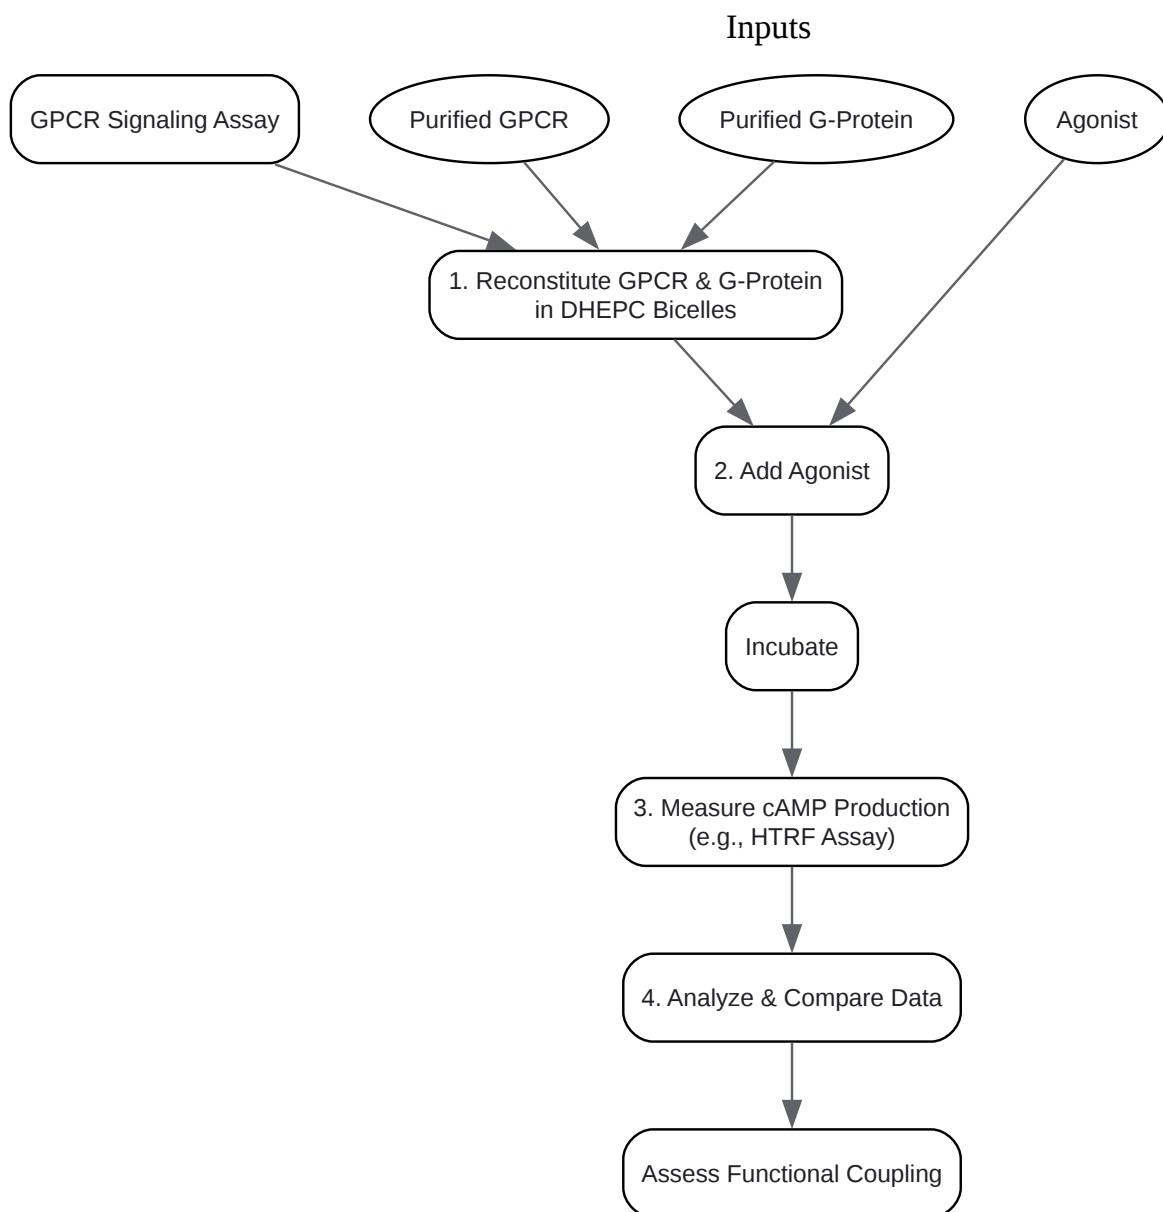 Inputs
GPCR Signaling Assay
Purified GPCR
Purified G-Protein
Agonist
1. Reconstitute GPCR & G-Protein
in DHEPC Bicelles
2. Add Agonist
Incubate
3. Measure cAMP Production
(e.g., HTRF Assay)
4. Analyze & Compare Data
Assess Functional Coupling